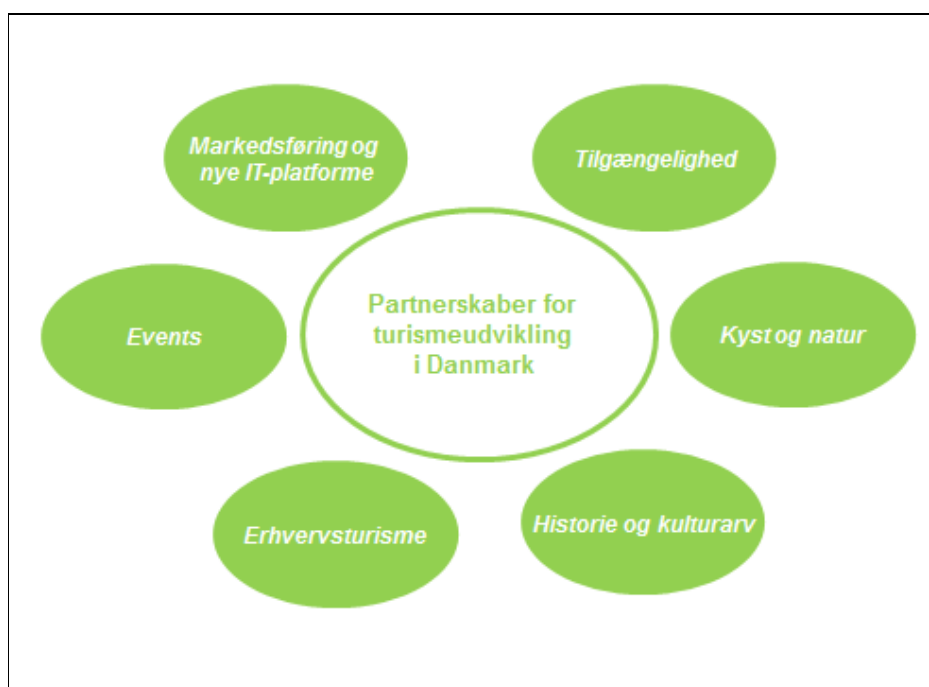 Markedsføring og
nye IT-platforme
Tilgængelighed
Events
Partnerskaber for
turismeudvikling
i Danmark
Kyst og natur
Erhvervsturisme
Historie og kulturarv